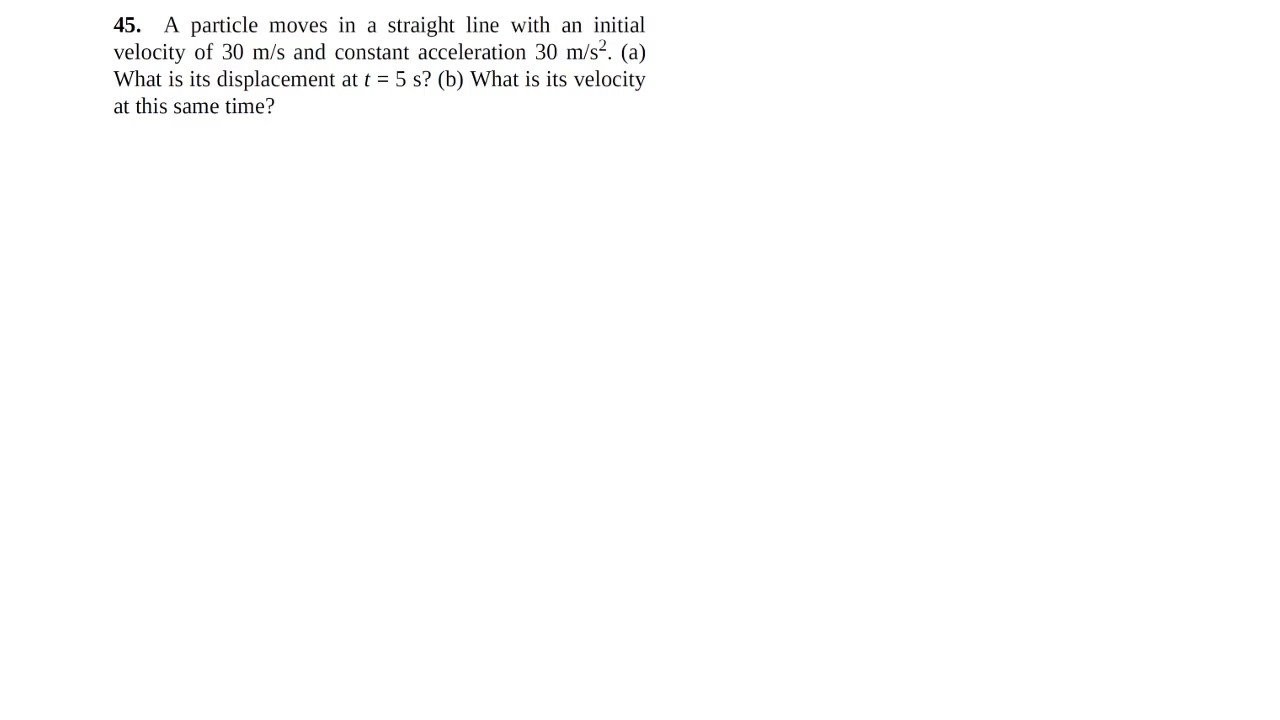 45. A particle moves in a straight line with an initial
velocity of 30 m/s and constant acceleration 30 m/s². (a)
What is its displacement at t = 5 s? (b) What is its velocity
at this same time?